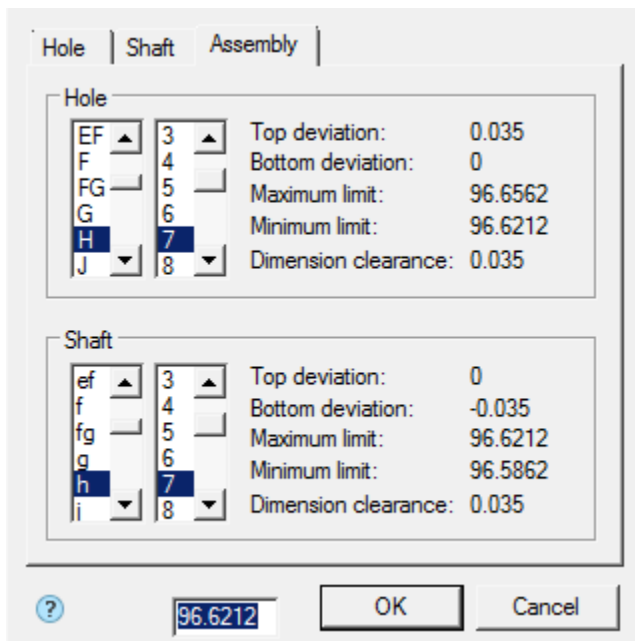 Hole Shaft Assembly
Hole
EF 3 Top deviation: 0.035
F 4 Bottom deviation: 0
FG 5 Maximum limit: 96.6562
G 6 Minimum limit: 96.6212
H 7
J 8 Dimension clearance: 0.035
Shaft
ef 3 Top deviation: 0
f 4 Bottom deviation: -0.035
fg 5 Maximum limit: 96.6212
g 6 Minimum limit: 96.5862
h 7
8 Dimension clearance: 0.035
? 96.6212 OK Cancel